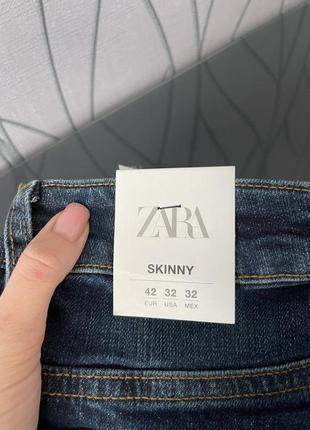 ZARA
SKINNY
42 32 32
EUR USA MEX